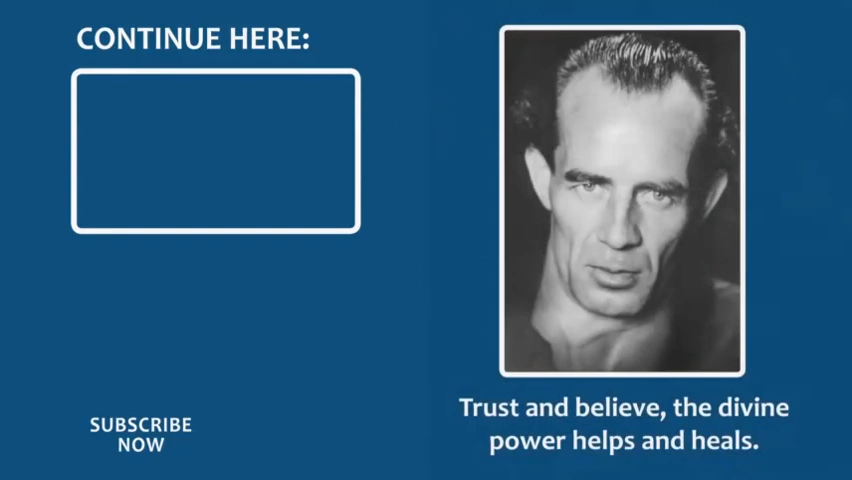 CONTINUE HERE:
SUBSCRIBE
NOW
Trust and believe, the divine
power helps and heals.